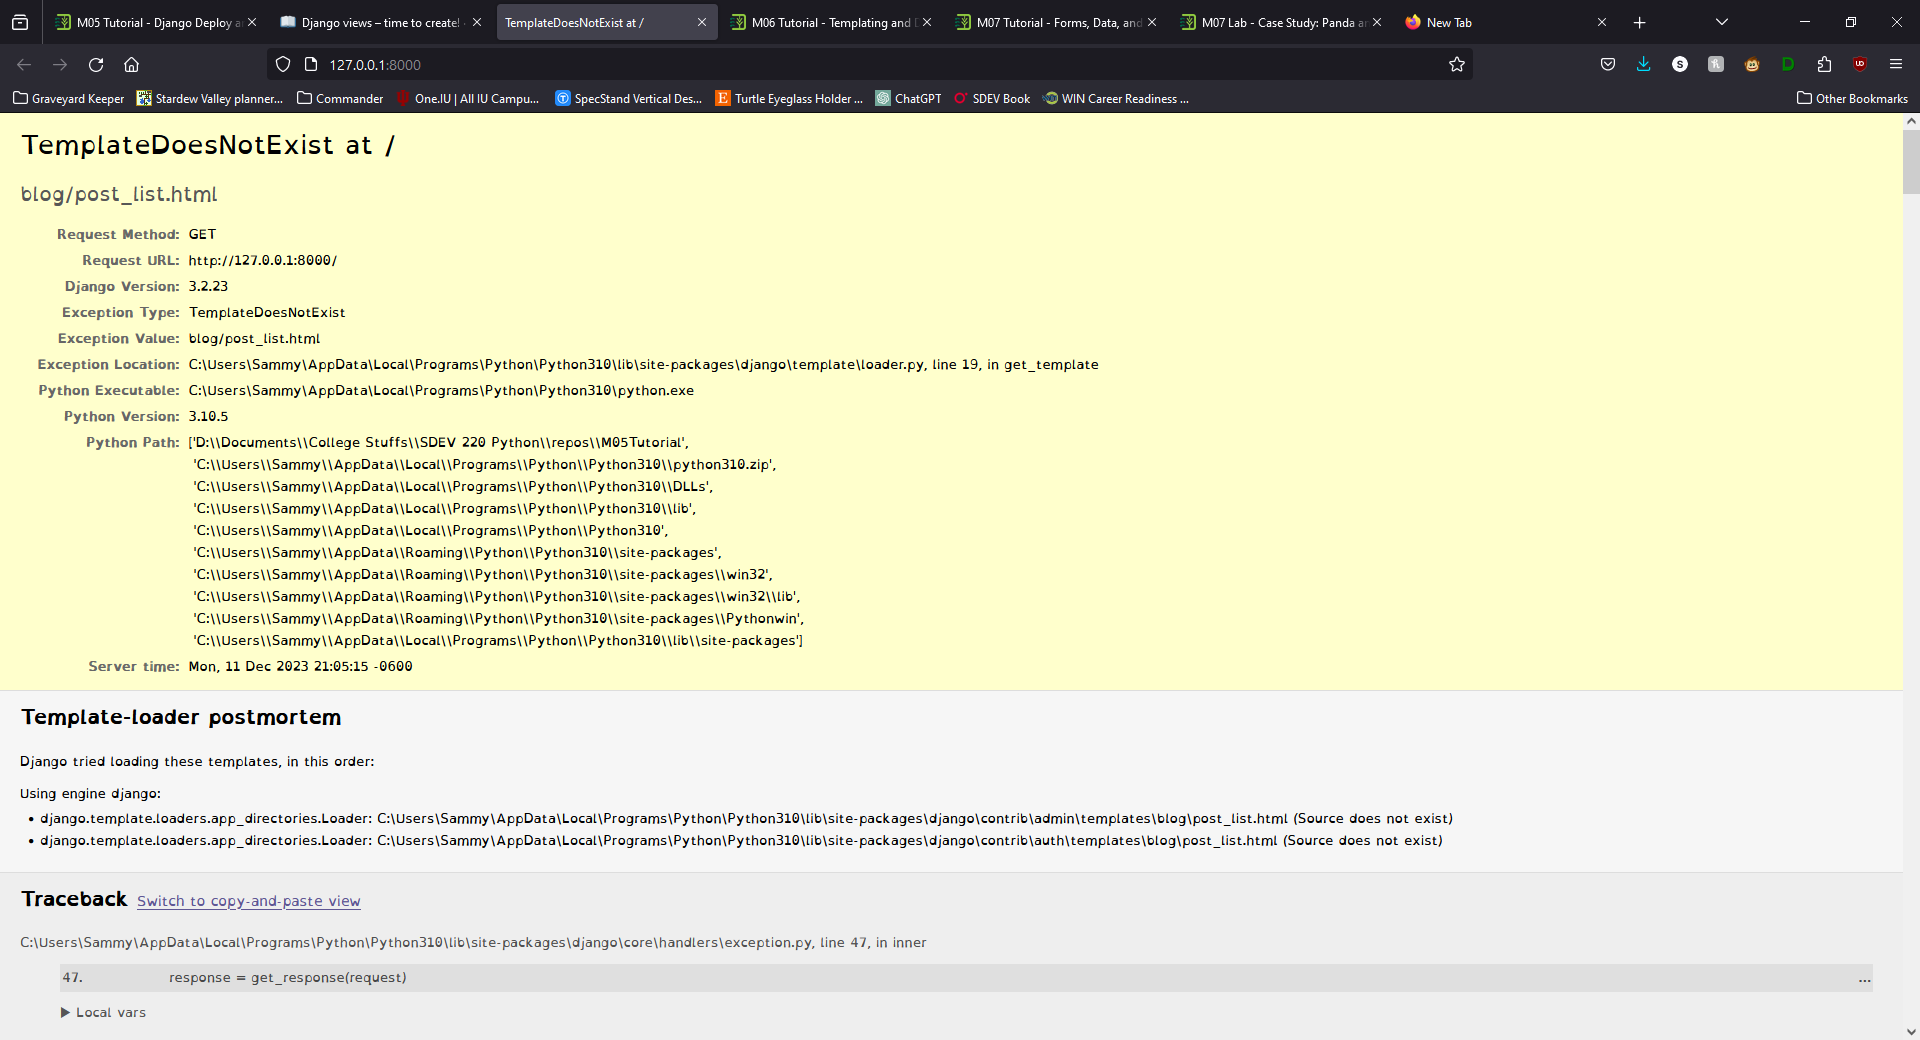 M05 Tutorial - Django Deploy a
Django views – time to create!
TemplateDoesNotExist at /
M06 Tutorial - Templating and D
M07 Tutorial - Forms, Data, and
M07 Lab - Case Study: Panda a
New Tab
127.0.0.1:8000
Graveyard Keeper
Stardew Valley planner...
Commander
One.IU | All IU Campu...
SpecStand Vertical Des...
Turtle Eyeglass Holder ...
ChatGPT
SDEV Book
WIN Career Readiness ...
Other Bookmarks
TemplateDoesNotExist at /
blog/post_list.html
Request Method: GET
Request URL: http://127.0.0.1:8000/
Django Version: 3.2.23
Exception Type: TemplateDoesNotExist
Exception Value: blog/post_list.html
Exception Location: C:\Users\Sammy\AppData\Local\Programs\Python\Python310\lib\site-packages\django\template\loader.py, line 19, in get_template
Python Executable: C:\Users\Sammy\AppData\Local\Programs\Python\Python310\python.exe
Python Version: 3.10.5
Python Path: ['D:\\Documents\\College Stuffs\\SDEV 220 Python\\repos\\M05Tutorial',
'C:\\Users\\Sammy\\AppData\\Local\\Programs\\Python\\Python310\\python310.zip',
'C:\\Users\\Sammy\\AppData\\Local\\Programs\\Python\\Python310\\DLLs',
'C:\\Users\\Sammy\\AppData\\Local\\Programs\\Python\\Python310\\lib',
'C:\\Users\\Sammy\\AppData\\Local\\Programs\\Python\\Python310',
'C:\\Users\\Sammy\\AppData\\Roaming\\Python\\Python310\\site-packages',
'C:\\Users\\Sammy\\AppData\\Roaming\\Python\\Python310\\site-packages\\win32',
'C:\\Users\\Sammy\\AppData\\Roaming\\Python\\Python310\\site-packages\\win32\\lib',
'C:\\Users\\Sammy\\AppData\\Roaming\\Python\\Python310\\site-packages\\Pythonwin',
'C:\\Users\\Sammy\\AppData\\Local\\Programs\\Python\\Python310\\lib\\site-packages']
Server time: Mon, 11 Dec 2023 21:05:15 -0600
Template-loader postmortem
Django tried loading these templates, in this order:
Using engine django:
• django.template.loaders.app_directories.Loader: C:\Users\Sammy\AppData\Local\Programs\Python\Python310\lib\site-packages\django\contrib\admin\templates\blog\post_list.html (Source does not exist)
• django.template.loaders.app_directories.Loader: C:\Users\Sammy\AppData\Local\Programs\Python\Python310\lib\site-packages\django\contrib\auth\templates\blog\post_list.html (Source does not exist)
Traceback Switch to copy-and-paste view
C:\Users\Sammy\AppData\Local\Programs\Python\Python310\lib\site-packages\django\core\handlers\exception.py, line 47, in inner
47. response = get_response(request) ...
▶ Local vars